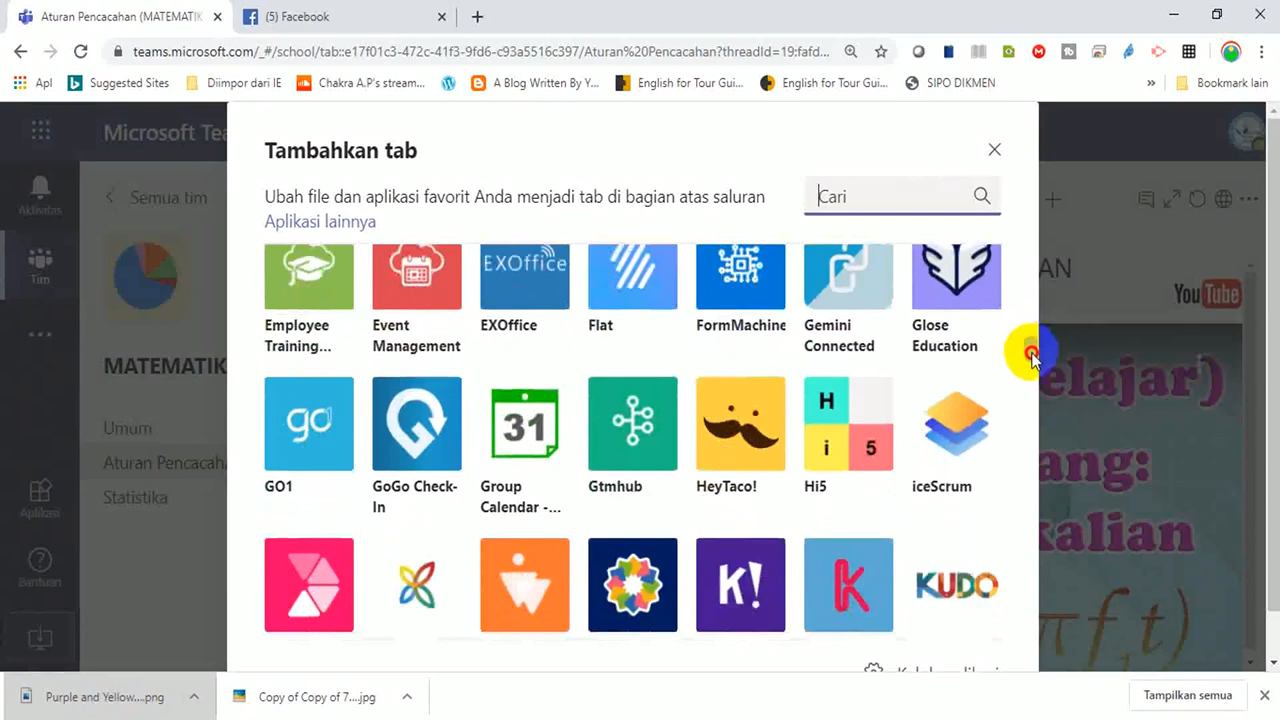 Aturan Pencacahan (MATEMATIK
(5) Facebook
teams.microsoft.com/_#/school/tab::e17f01c3-472c-41f3-9fd6-c93a5516c397/Aturan%20Pencacahan?threadId=19:fafd...
Apl
Suggested Sites
Diimpor dari IE
Chakra A.P's stream...
A Blog Written By Y...
English for Tour Gui...
English for Tour Gui...
SIPO DIKMEN
»
Bookmark lain
Microsoft Tea
Tambahkan tab
Ubah file dan aplikasi favorit Anda menjadi tab di bagian atas saluran
Aplikasi lainnya
Cari
Aktivitas
Tim
Aplikasi
Bantuan
Semua tim
MATEMATIK
Umum
Aturan Pencacah
Statistika
EXOffice
Employee Training...
Event Management
EXOffice
Flat
FormMachine
Gemini Connected
Glose Education
go
31
H
i
5
GO1
GoGo Check-In
Group Calendar -...
Gtmhub
HeyTaco!
Hi5
iceScrum
K!
K
KUDO
AN
YouTube
elajar)
ang:
kalian
Purple and Yellow....png
Copy of Copy of 7....jpg
Tampilkan semua